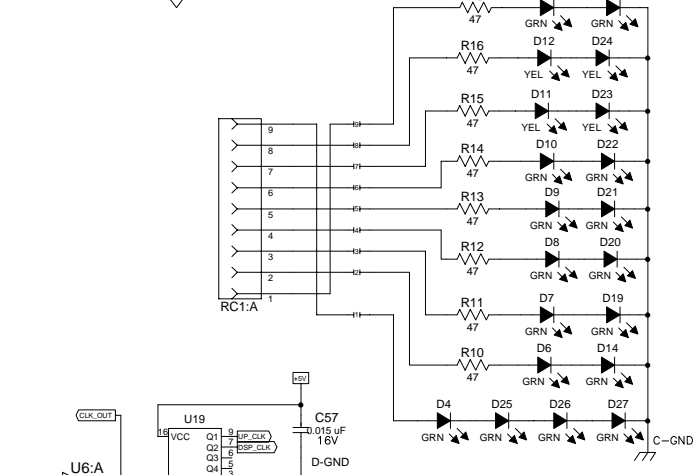 47 GRN GRN
R16 D12 D24
47 YEL YEL
R15 D11 D23
47 YEL YEL
9
8
7
6
5
4
3
2
1
RC1:A
R14 D10 D22
47 GRN GRN
R13 D9 D21
47 GRN GRN
R12 D8 D20
47 GRN GRN
R11 D7 D19
47 GRN GRN
R10 D6 D14
47 GRN GRN
D4 D25 D26 D27
GRN GRN GRN GRN
C-GND
+5V
CLK_OUT
U19
16 VCC
Q1 9 UP_CLK
Q2 7 DSP_CLK
Q3 6
Q4 5
3
C57
0.015 uF
16V
D-GND
U6:A